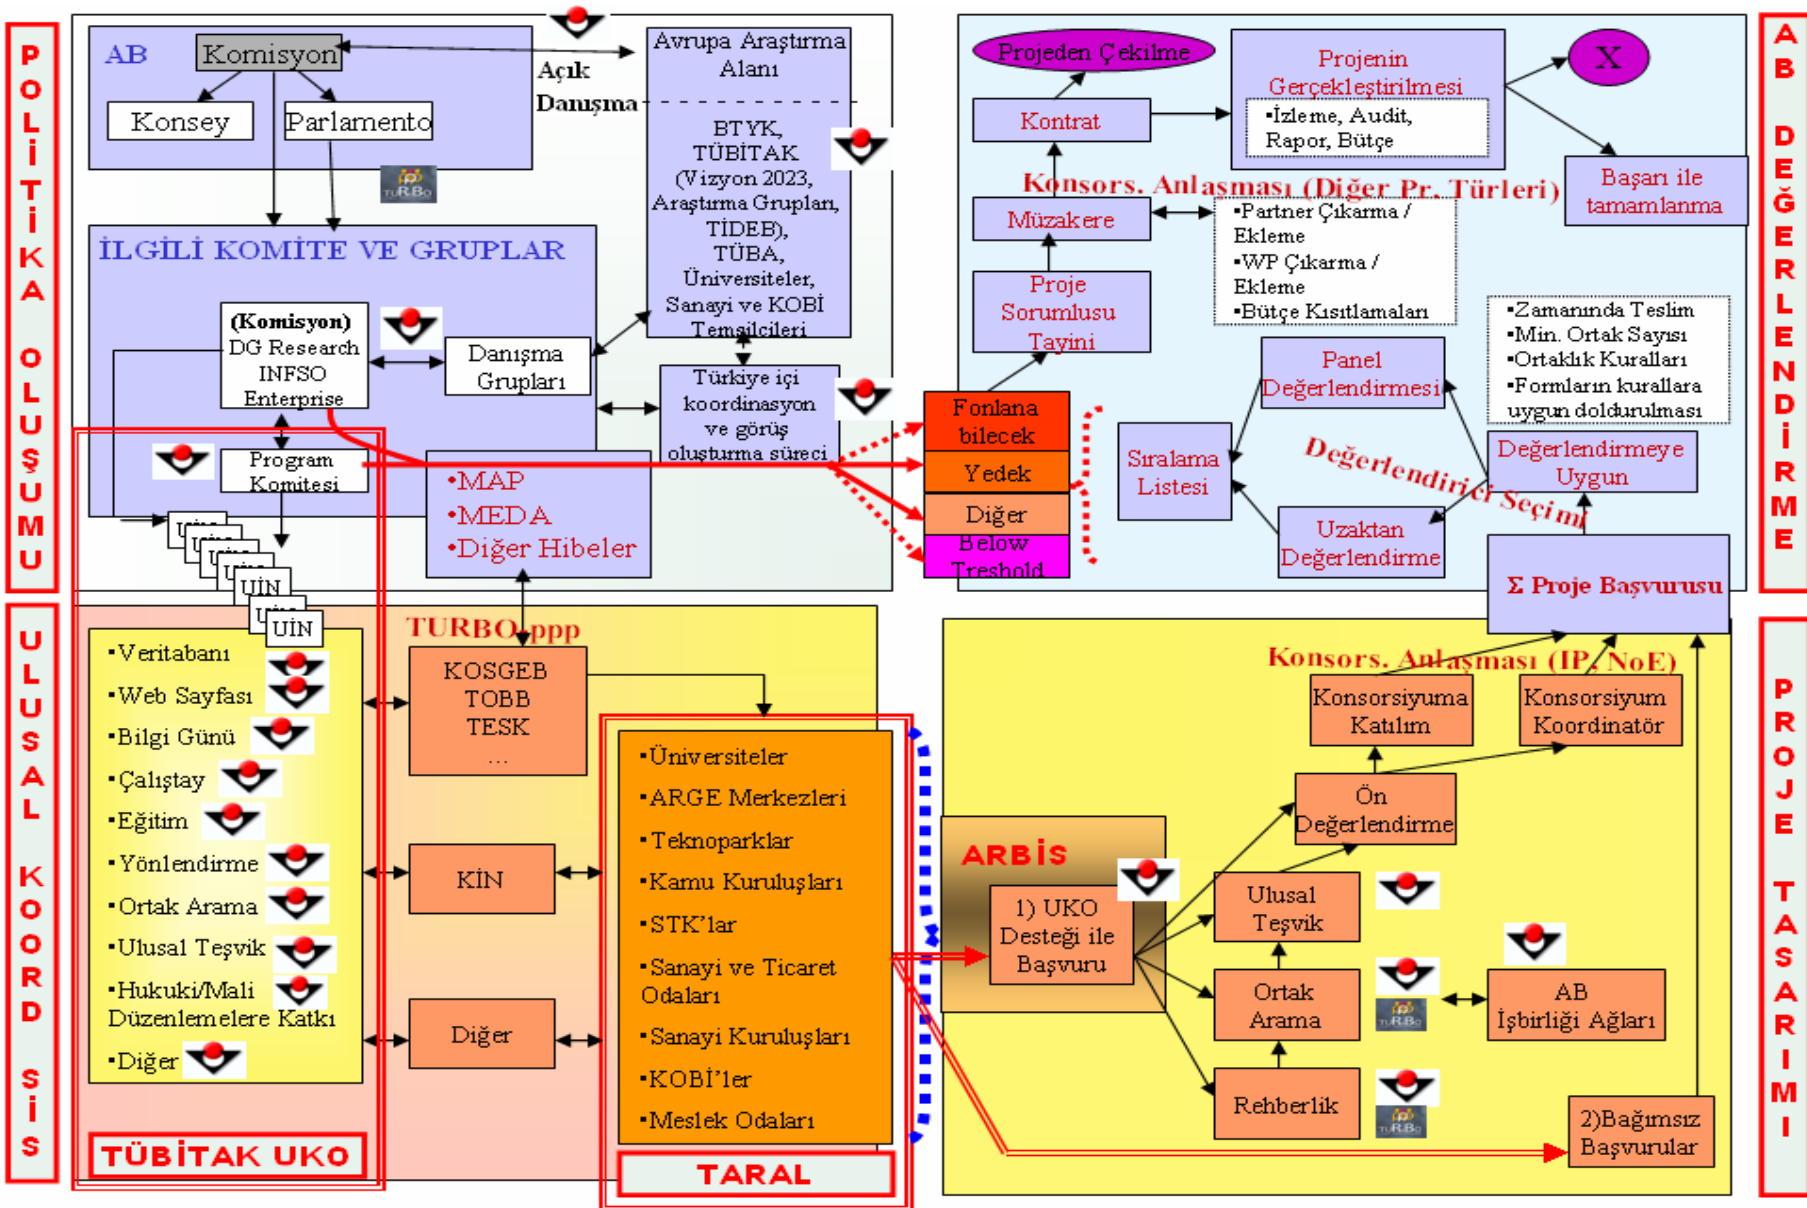 POLİTİKA OLUŞUMU
AB
Komisyon
Konsey
Parlamento
Açık
Danışma
TuRBo
Avrupa Araştırma
Alanı
BTYK,
TÜBİTAK
(Vizyon 2023,
Araştırma Grupları,
TİDEB),
TÜBA,
Üniversiteler,
Sanayi ve KOBİ
Temsilcileri
İLGİLİ KOMİTE VE GRUPLAR
(Komisyon)
DG Research
INFSO
Enterprise
Danışma
Grupları
Türkiye içi
koordinasyon
ve görüş
oluşturma süreci
Program
Komitesi
•MAP
•MEDA
•Diğer Hibeler
UİN
UİN
AB DEĞERLENDİRME
Projeden Çekilme
Kontrat
Projenin
Gerçekleştirilmesi
▪İzleme, Audit,
Rapor, Bütçe
X
Başarı ile
tamamlanma
Konsors. Anlaşması (Diğer Pr. Türleri)
Müzakere
▪Partner Çıkarma /
Ekleme
▪WP Çıkarma /
Ekleme
▪Bütçe Kısıtlamaları
Proje
Sorumlusu
Tayini
▪Zamanında Teslim
▪Min. Ortak Sayısı
▪Ortaklık Kuralları
▪Formların kurallara
uygun doldurulması
Panel
Değerlendirmesi
Fonlana
bilecek
Yedek
Diğer
Below
Treshold
Sıralama
Listesi
Değerlendirici Seçimi
Değerlendirmeye
Uygun
Uzaktan
Değerlendirme
Σ Proje Başvurusu
ULUSAL KOORD SİS
▪Veritabanı
▪Web Sayfası
▪Bilgi Günü
▪Çalıştay
▪Eğitim
▪Yönlendirme
▪Ortak Arama
▪Ulusal Teşvik
▪Hukuki/Mali
Düzenlemelere Katkı
▪Diğer
TÜBİTAK UKO
TURBO-ppp
KOSGEB
TOBB
TESK
...
KİN
Diğer
▪Üniversiteler
▪ARGE Merkezleri
▪Teknoparklar
▪Kamu Kuruluşları
▪STK'lar
▪Sanayi ve Ticaret
Odaları
▪Sanayi Kuruluşları
▪KOBİ'ler
▪Meslek Odaları
TARAL
PROJE TASARIMI
Konsors. Anlaşması (IP, NoE)
Konsorsiyuma
Katılım
Konsorsiyum
Koordinatör
Ön
Değerlendirme
ARBİS
1) UKO
Desteği ile
Başvuru
Ulusal
Teşvik
Ortak
Arama
TuRBo
AB
İşbirliği Ağları
Rehberlik
TuRBo
2)Bağımsız
Başvurular